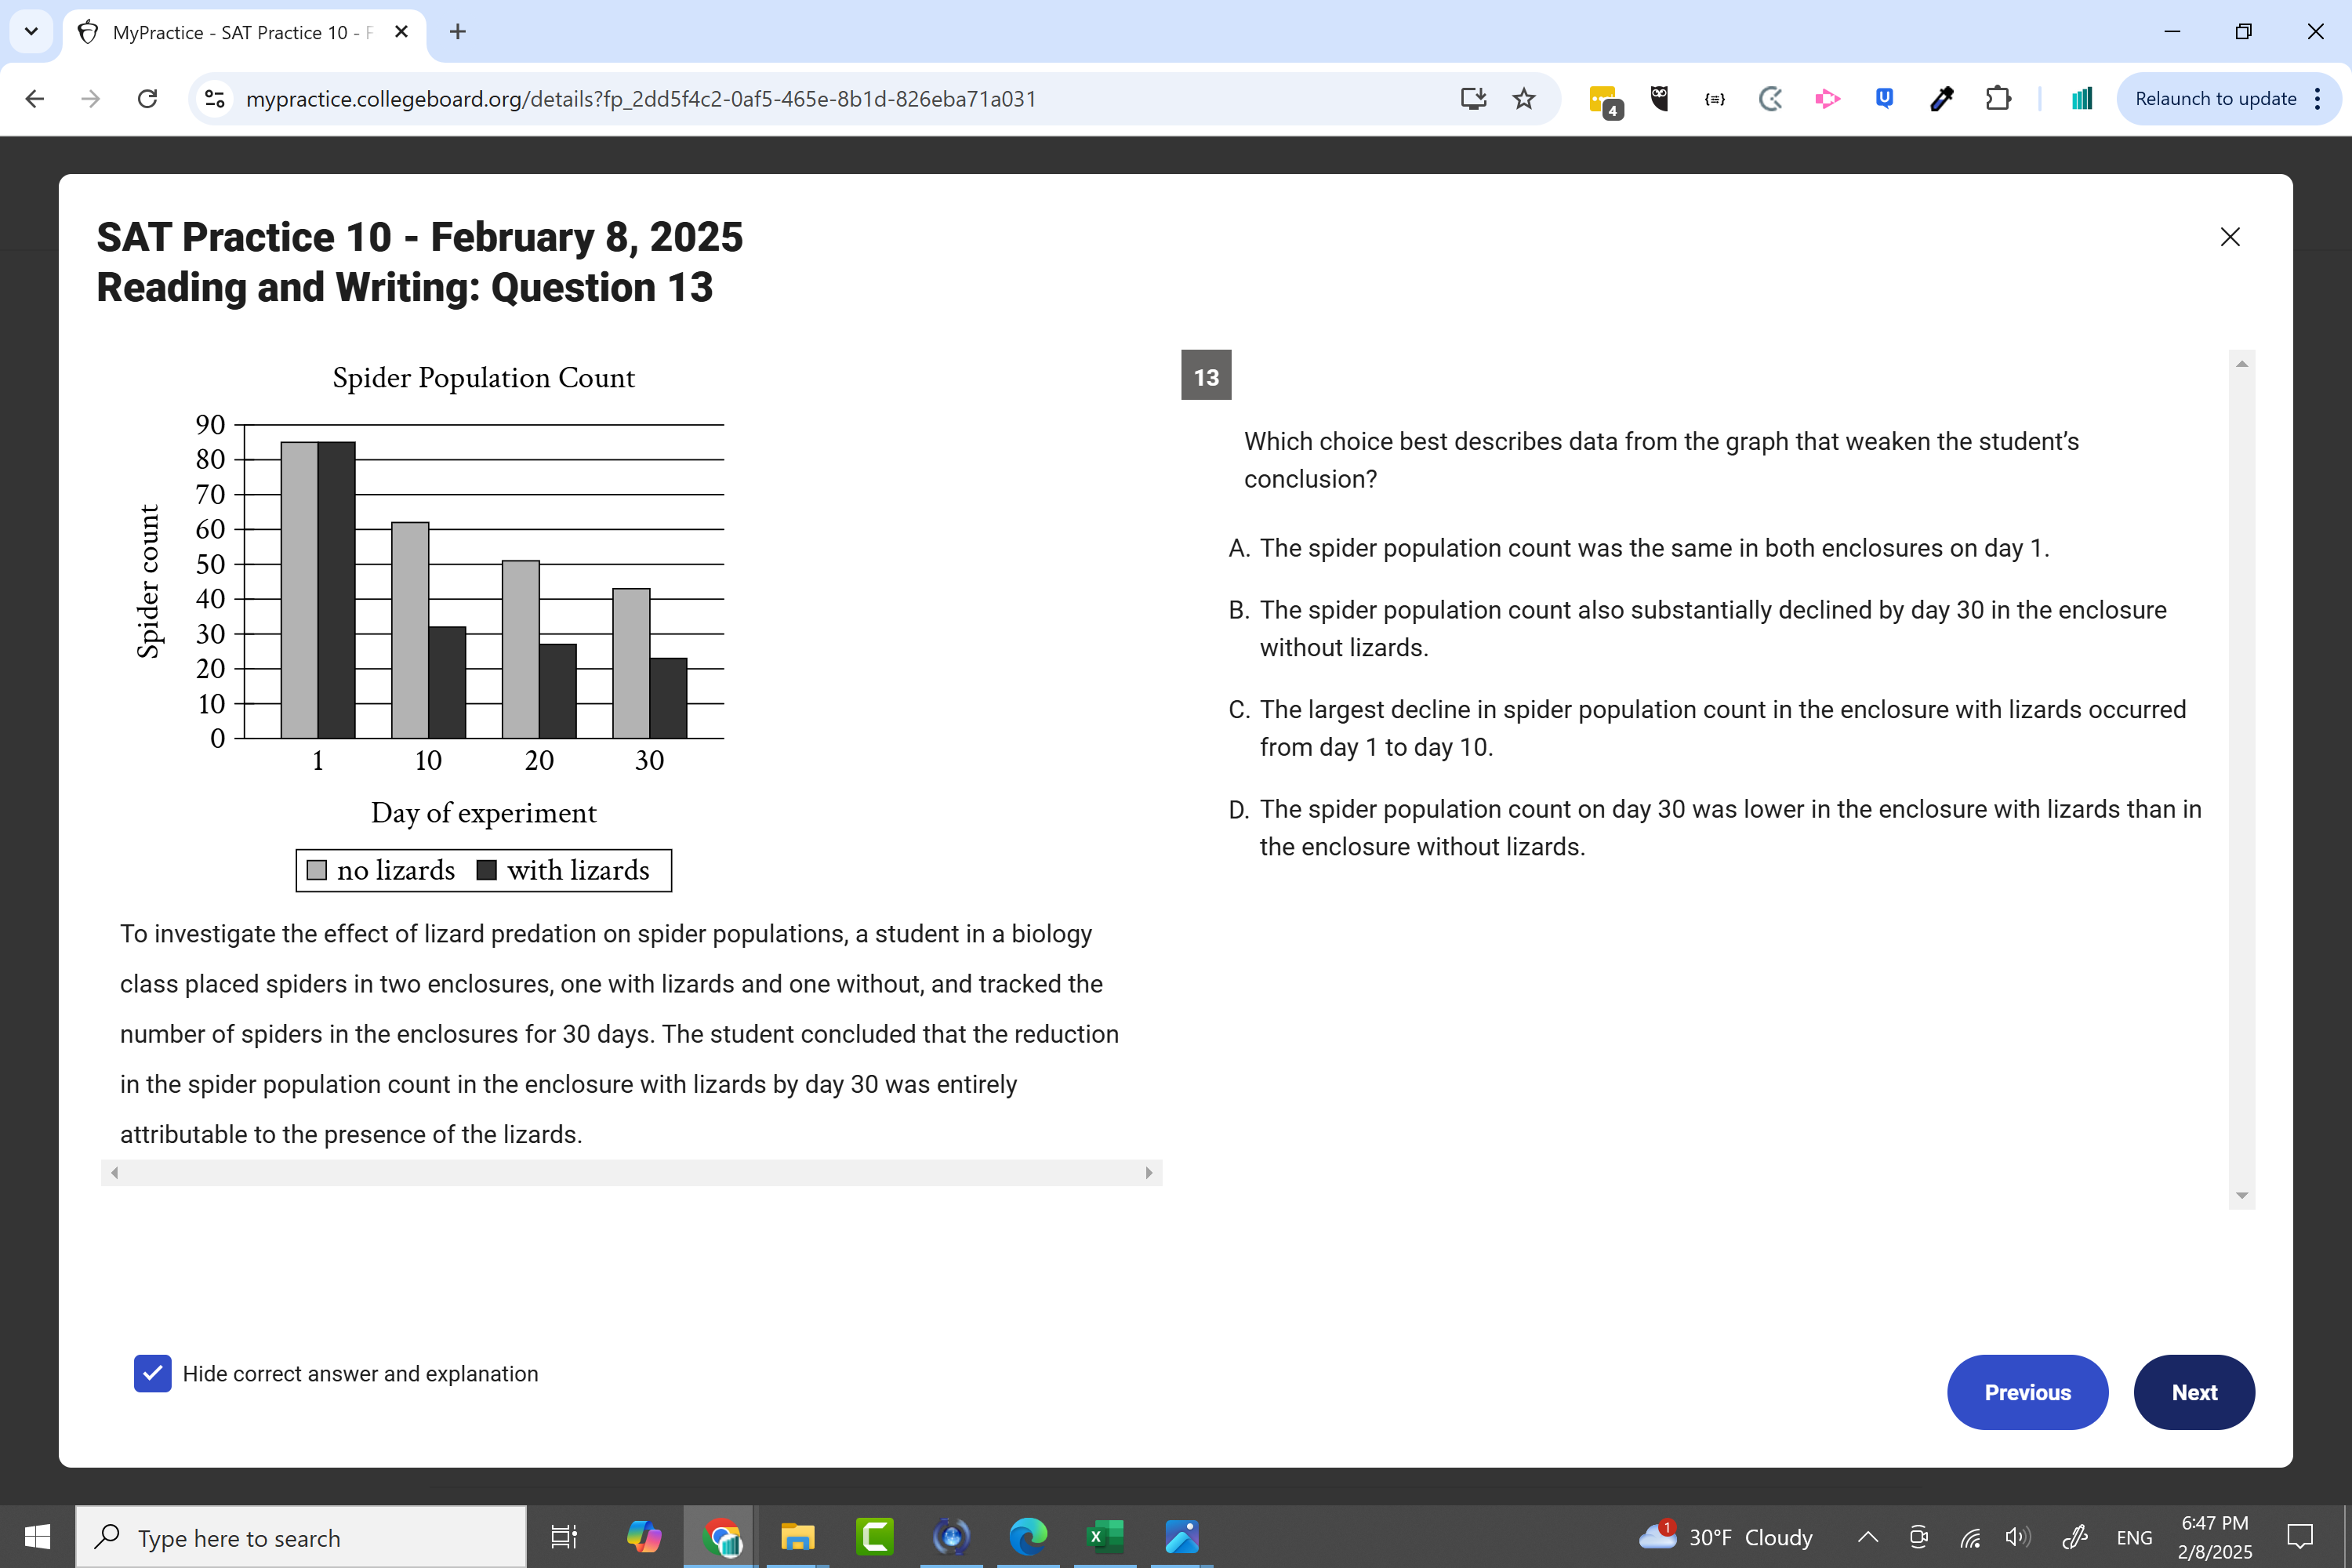 MyPractice - SAT Practice 10 - F
mypractice.collegeboard.org/details?fp_2dd5f4c2-0af5-465e-8b1d-826eba71a031
4
Relaunch to update
SAT Practice 10 - February 8, 2025
Reading and Writing: Question 13
Spider Population Count
90
80
70
60
50
40
30
20
10
0
Spider count
1 10 20 30
Day of experiment
no lizards with lizards
To investigate the effect of lizard predation on spider populations, a student in a biology
class placed spiders in two enclosures, one with lizards and one without, and tracked the
number of spiders in the enclosures for 30 days. The student concluded that the reduction
in the spider population count in the enclosure with lizards by day 30 was entirely
attributable to the presence of the lizards.
13
Which choice best describes data from the graph that weaken the student’s
conclusion?
A. The spider population count was the same in both enclosures on day 1.
B. The spider population count also substantially declined by day 30 in the enclosure
without lizards.
C. The largest decline in spider population count in the enclosure with lizards occurred
from day 1 to day 10.
D. The spider population count on day 30 was lower in the enclosure with lizards than in
the enclosure without lizards.
Hide correct answer and explanation
Previous
Next
Type here to search
1
30°F Cloudy
ENG
6:47 PM
2/8/2025